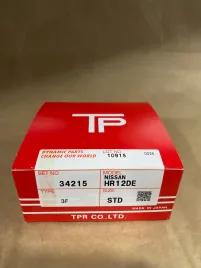 TP
DYNAMIC PARTS
CHANGE OUR WORLD
LOT NO
10915
SET NO
34215
MODEL
NISSAN
HR12DE
TYPE
3F
SIZE
STD
MADE IN JAPAN
TPR CO.,LTD.